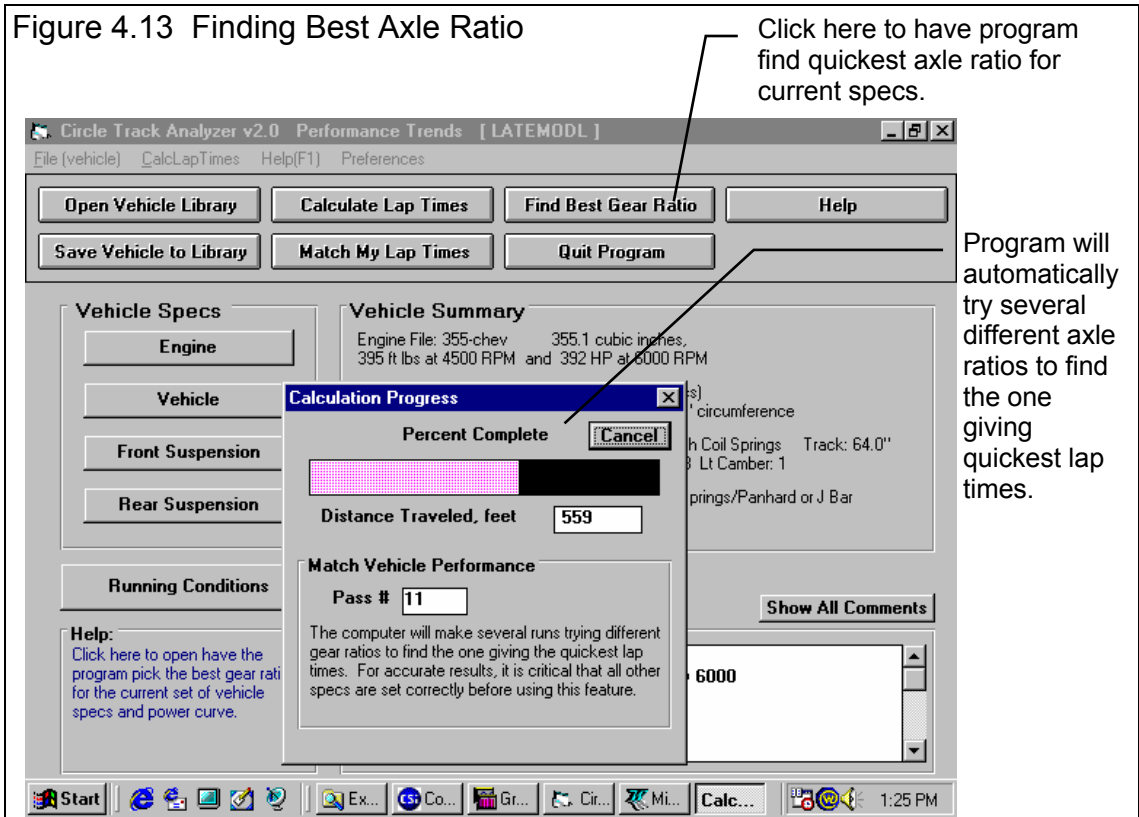 Figure 4.13 Finding Best Axle Ratio
Click here to have program
find quickest axle ratio for
current specs.
Circle Track Analyzer v2.0 Performance Trends [ LATEMODL ]
File (vehicle) CalcLapTimes Help(F1) Preferences
Open Vehicle Library
Calculate Lap Times
Find Best Gear Ratio
Help
Save Vehicle to Library
Match My Lap Times
Quit Program
Program will
automatically
try several
different axle
ratios to find
the one
giving
quickest lap
times.
Vehicle Specs
Engine
Vehicle
Front Suspension
Rear Suspension
Running Conditions
Vehicle Summary
Engine File: 355-chev 355.1 cubic inches,
395 ft lbs at 4500 RPM and 392 HP at 6000 RPM
s)
' circumference
h Coil Springs Track: 64.0''
Lt Camber: 1
prings/Panhard or J Bar
Calculation Progress
Percent Complete
Cancel
Distance Traveled, feet 559
Match Vehicle Performance
Pass # 11
The computer will make several runs trying different
gear ratios to find the one giving the quickest lap
times. For accurate results, it is critical that all other
specs are set correctly before using this feature.
Show All Comments
6000
Help:
Click here to open have the
program pick the best gear rati
for the current set of vehicle
specs and power curve.
Start
Ex...
Co...
Gr...
Cir...
Mi...
Calc...
1:25 PM